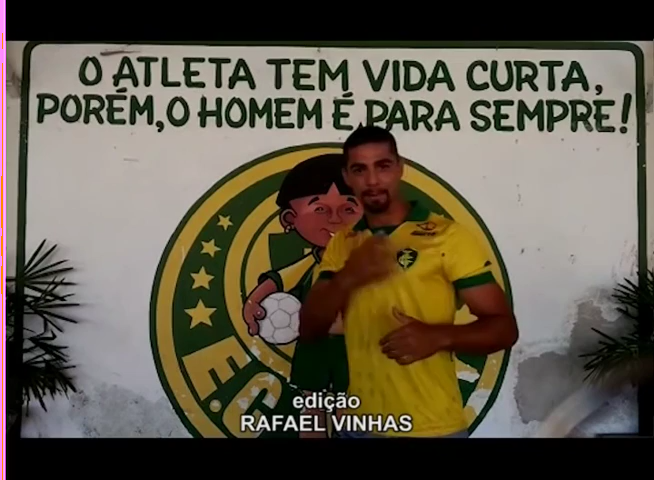 O ATLETA TEM VIDA CURTA,
PORÉM, O HOMEM É PARA SEMPRE!
E.C
edição
RAFAEL VINHAS